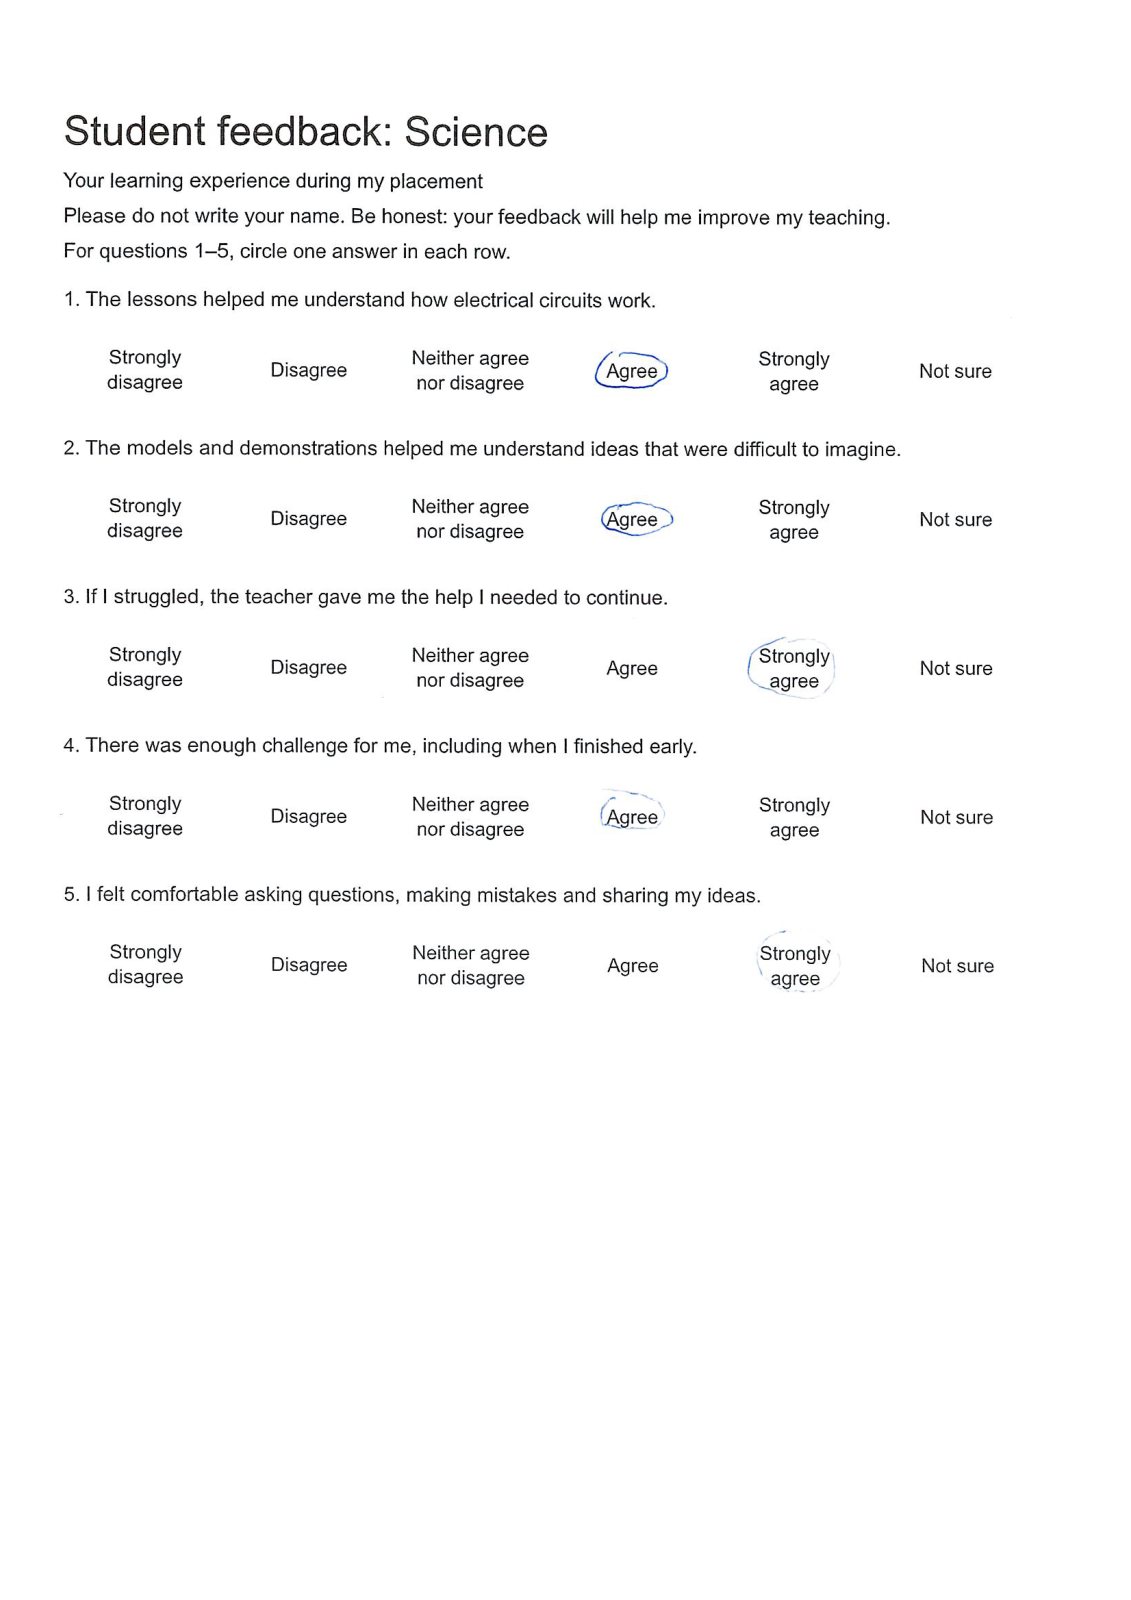 Student feedback: Science
Your learning experience during my placement
Please do not write your name. Be honest: your feedback will help me improve my teaching.
For questions 1–5, circle one answer in each row.
1. The lessons helped me understand how electrical circuits work.
Strongly disagree Disagree Neither agree nor disagree Agree Strongly agree Not sure
2. The models and demonstrations helped me understand ideas that were difficult to imagine.
Strongly disagree Disagree Neither agree nor disagree Agree Strongly agree Not sure
3. If I struggled, the teacher gave me the help I needed to continue.
Strongly disagree Disagree Neither agree nor disagree Agree Strongly agree Not sure
4. There was enough challenge for me, including when I finished early.
Strongly disagree Disagree Neither agree nor disagree Agree Strongly agree Not sure
5. I felt comfortable asking questions, making mistakes and sharing my ideas.
Strongly disagree Disagree Neither agree nor disagree Agree Strongly agree Not sure